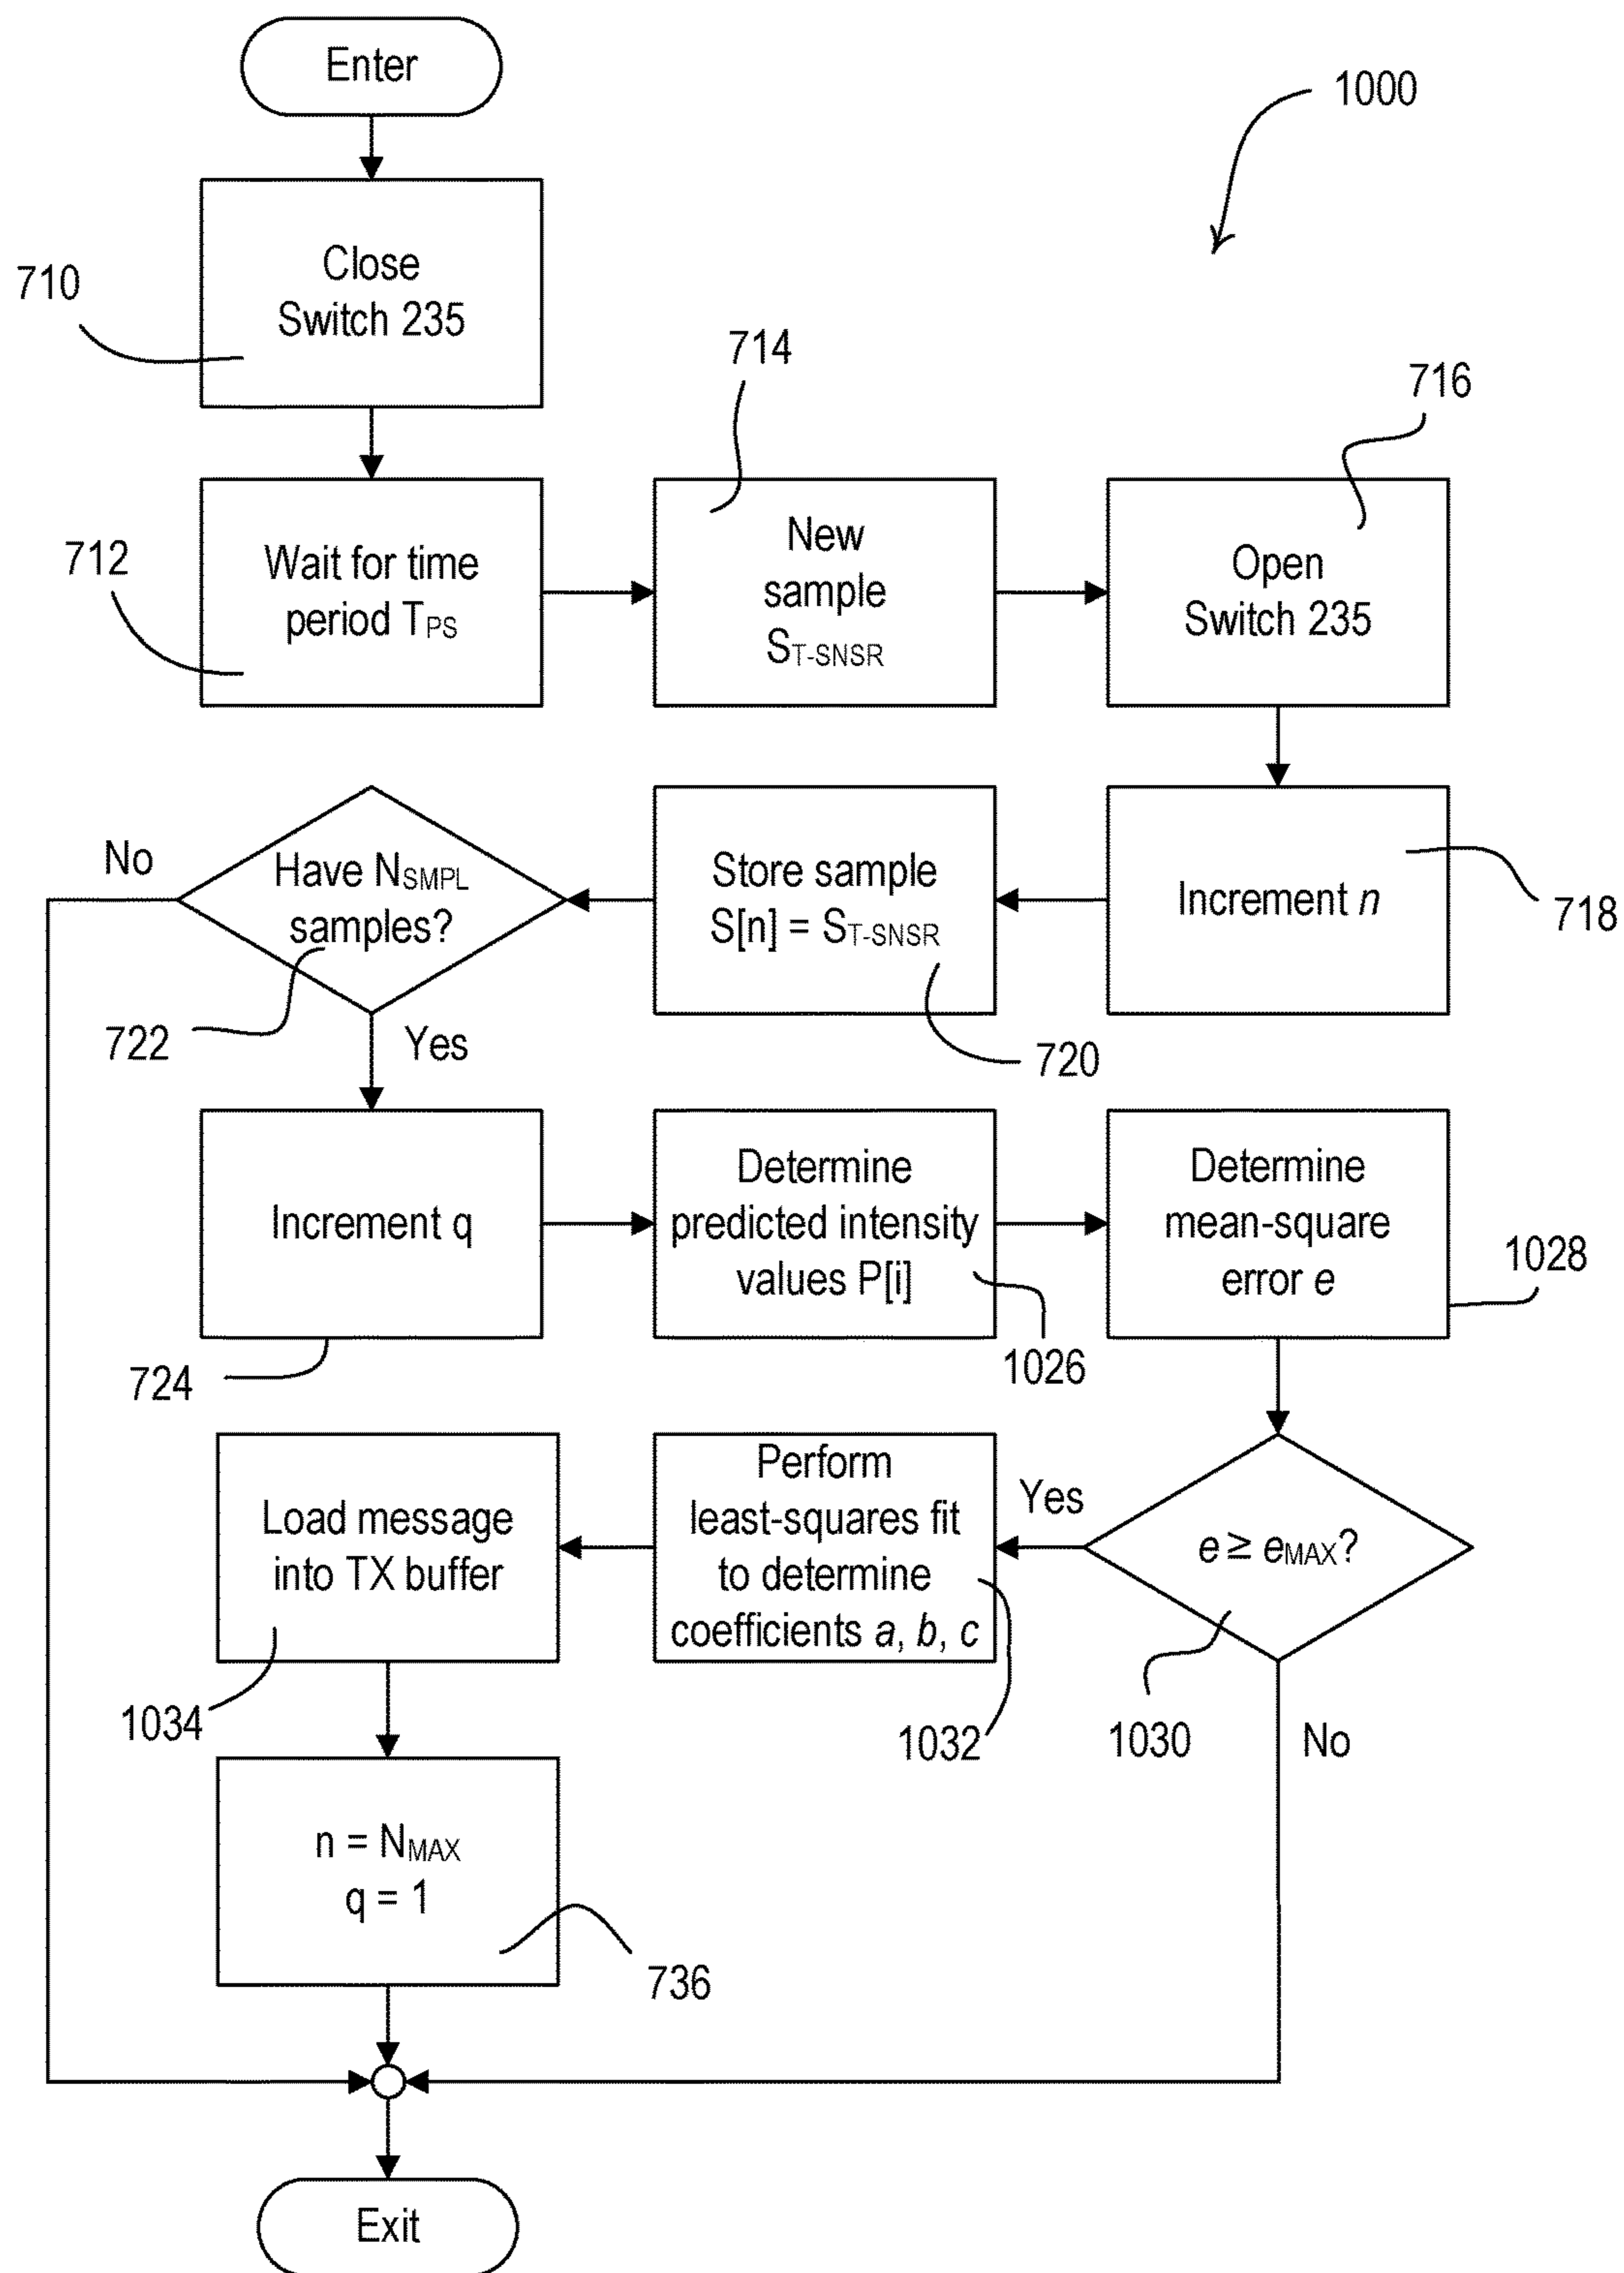 Enter
1000
Close
Switch 235
710
714
716
712
Wait for time
period TPS
New
sample
ST-SNSR
Open
Switch 235
No
Have NSMPL
samples?
722
Yes
Store sample
S[n] = ST-SNSR
720
Increment n
718
Increment q
724
Determine
predicted intensity
values P[i]
1026
Determine
mean-square
error e
1028
Load message
into TX buffer
1034
Perform
least-squares fit
to determine
coefficients a, b, c
1032
Yes
e ≥ eMAX?
1030
No
n = NMAX
q = 1
736
Exit